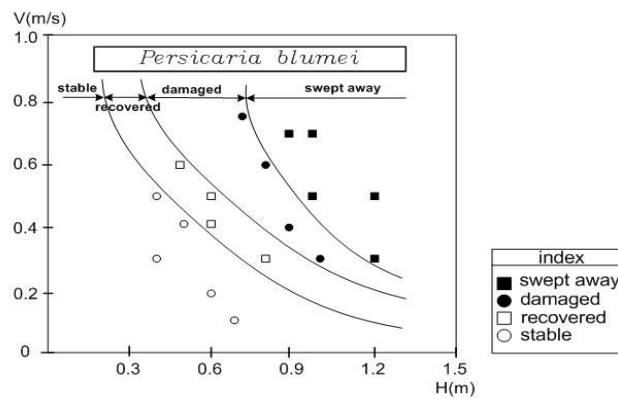 V(m/s)
1.0
Persicaria blumei
stable
recovered
damaged
swept away
0.8
0.6
0.4
0.2
0
0.3
0.6
0.9
1.2
1.5
H(m)
index
swept away
damaged
recovered
stable